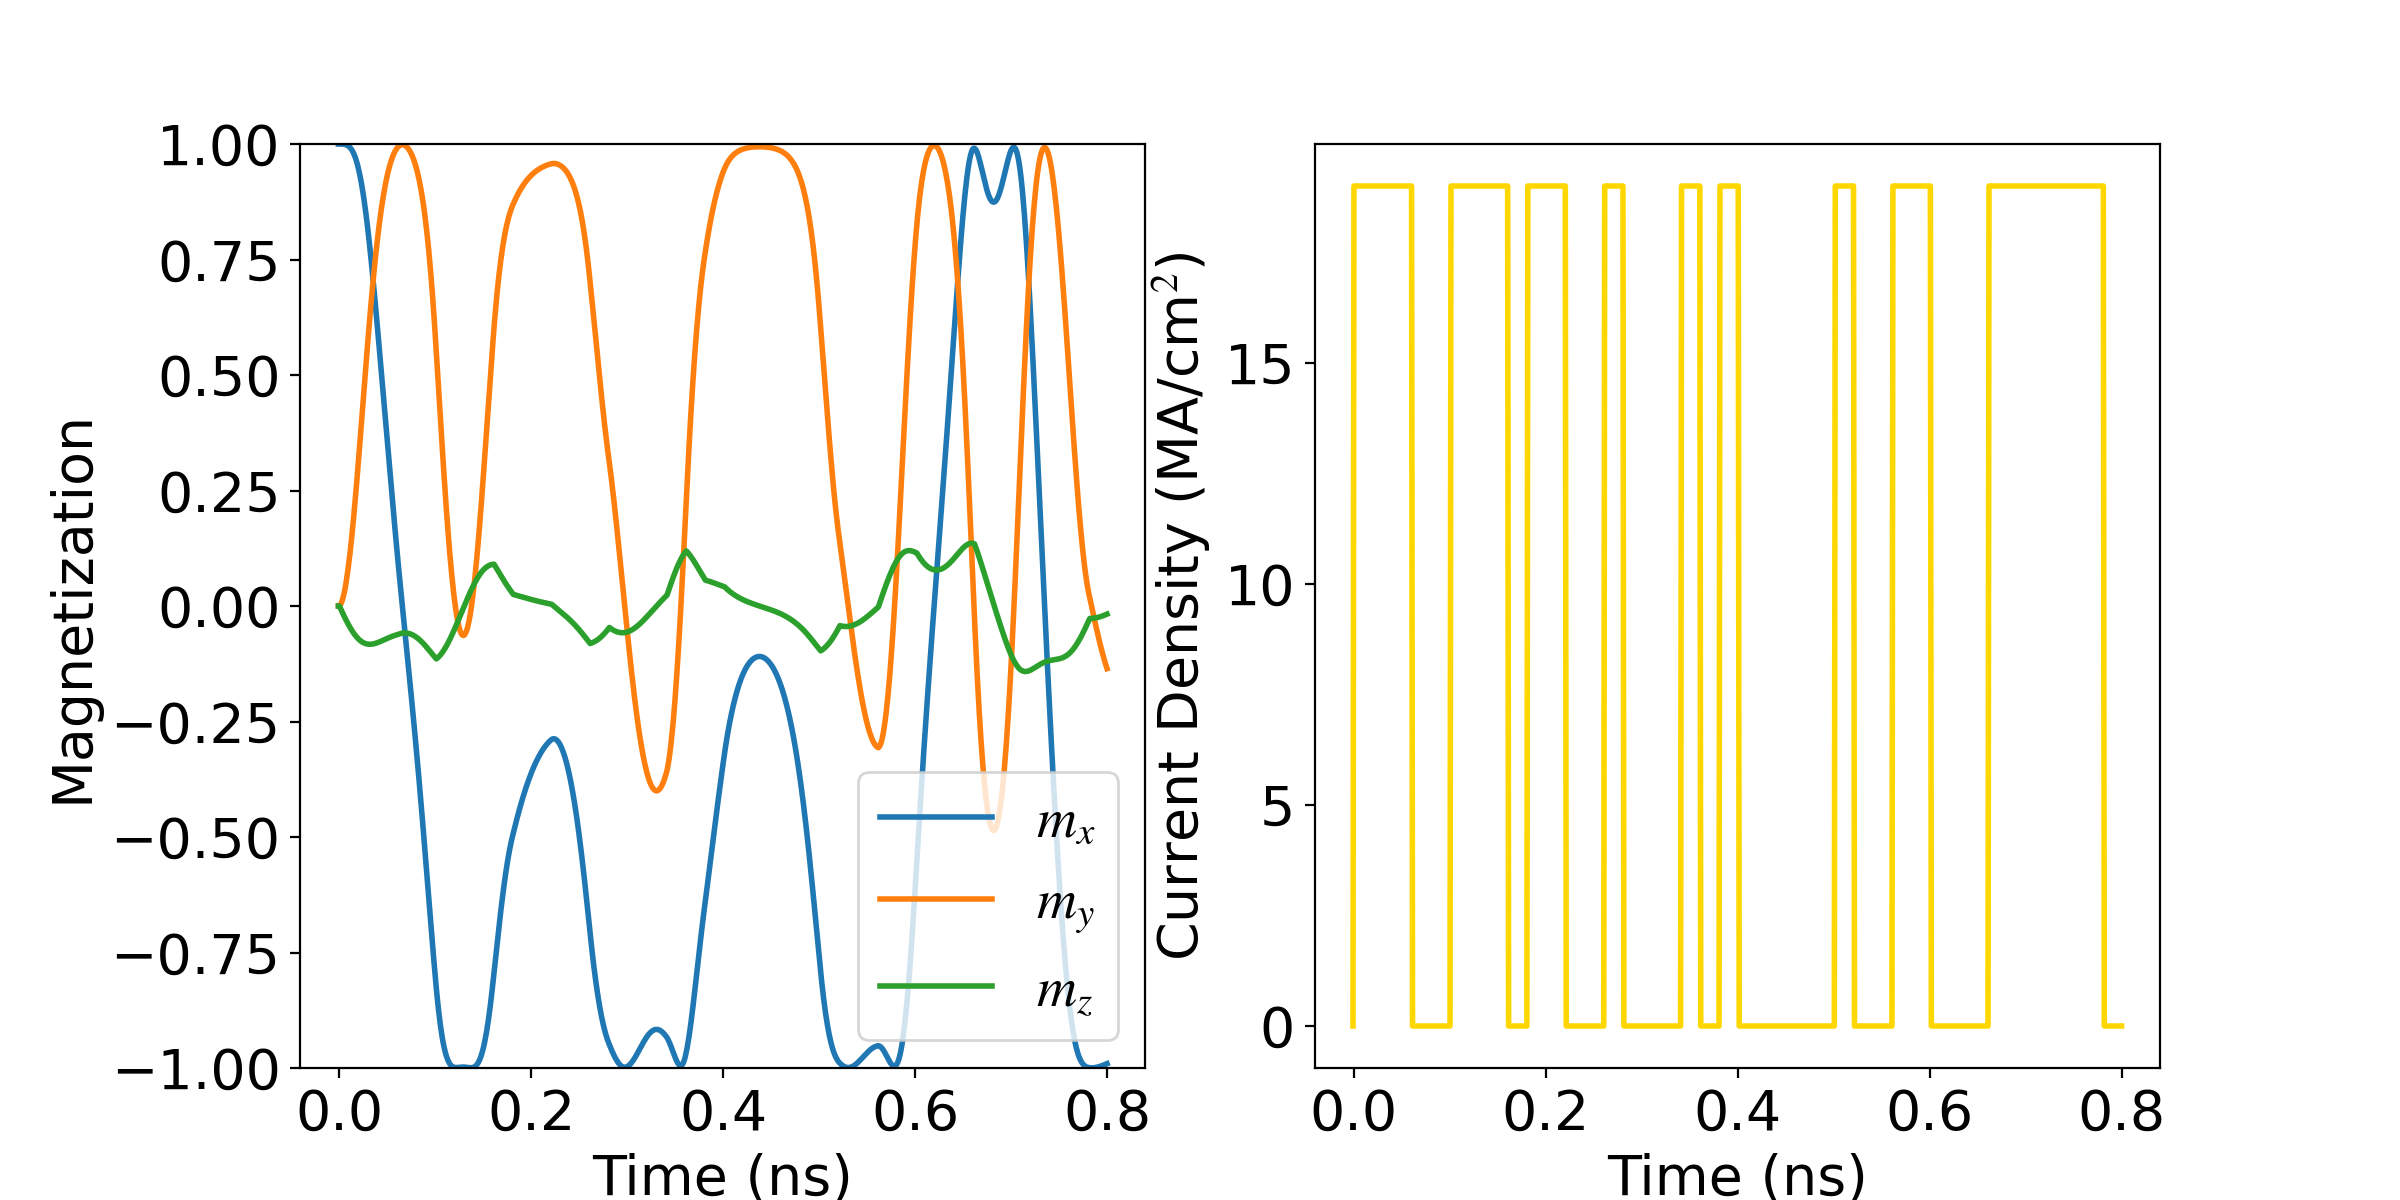 Magnetization
1.00
0.75
0.50
0.25
0.00
−0.25
−0.50
−0.75
−1.00
0.0 0.2 0.4 0.6 0.8
Time (ns)
m_x
m_y
m_z
Current Density (MA/cm²)
15
10
5
0
0.0 0.2 0.4 0.6 0.8
Time (ns)